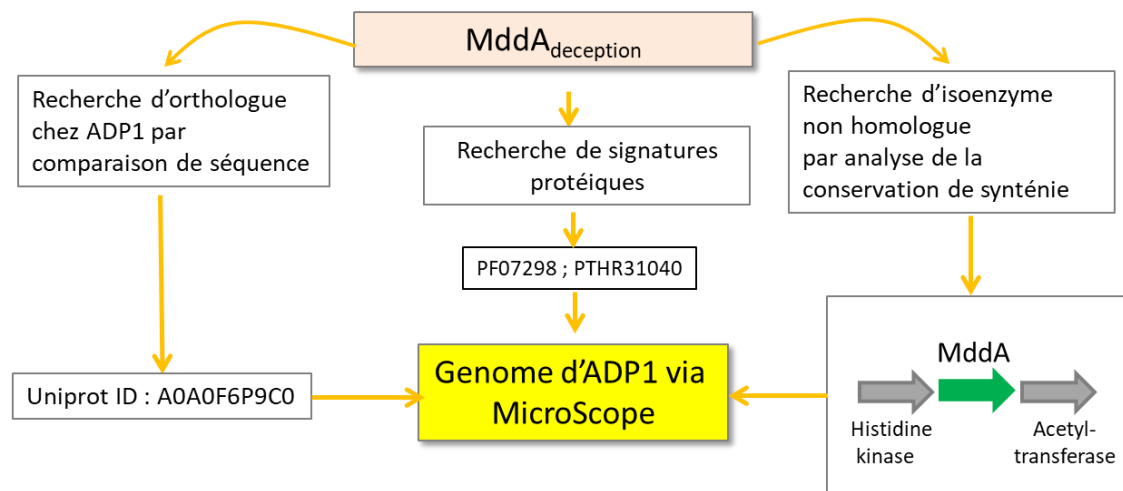 MddAdeception
Recherche d'orthologue
chez ADP1 par
comparaison de séquence
Recherche de signatures
protéiques
Recherche d'isoenzyme
non homologue
par analyse de la
conservation de synténie
PF07298 ; PTHR31040
Uniprot ID : A0A0F6P9C0
Genome d'ADP1 via
MicroScope
MddA
Histidine
kinase
Acetyl-
transferase